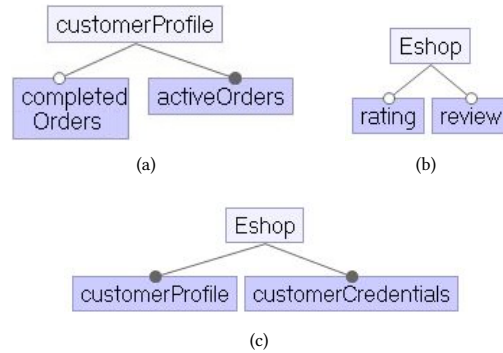 customerProfile
completed
Orders
activeOrders
(a)
Eshop
rating
review
(b)
Eshop
customerProfile
customerCredentials
(c)